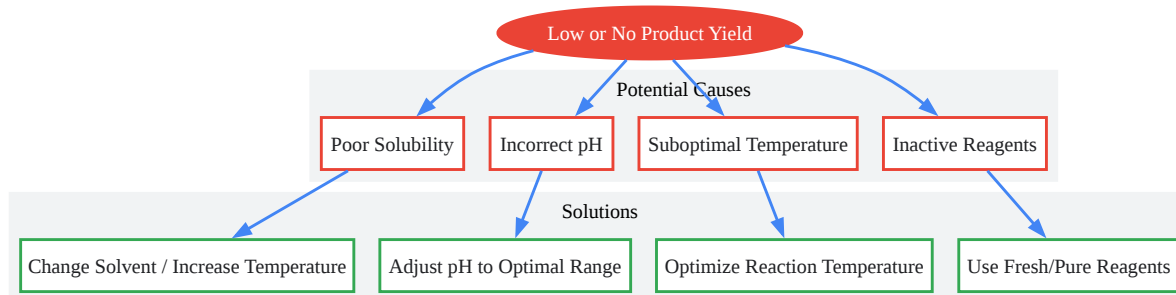 Low or No Product Yield
Potential Causes
Poor Solubility
Incorrect pH
Suboptimal Temperature
Inactive Reagents
Solutions
Change Solvent / Increase Temperature
Adjust pH to Optimal Range
Optimize Reaction Temperature
Use Fresh/Pure Reagents